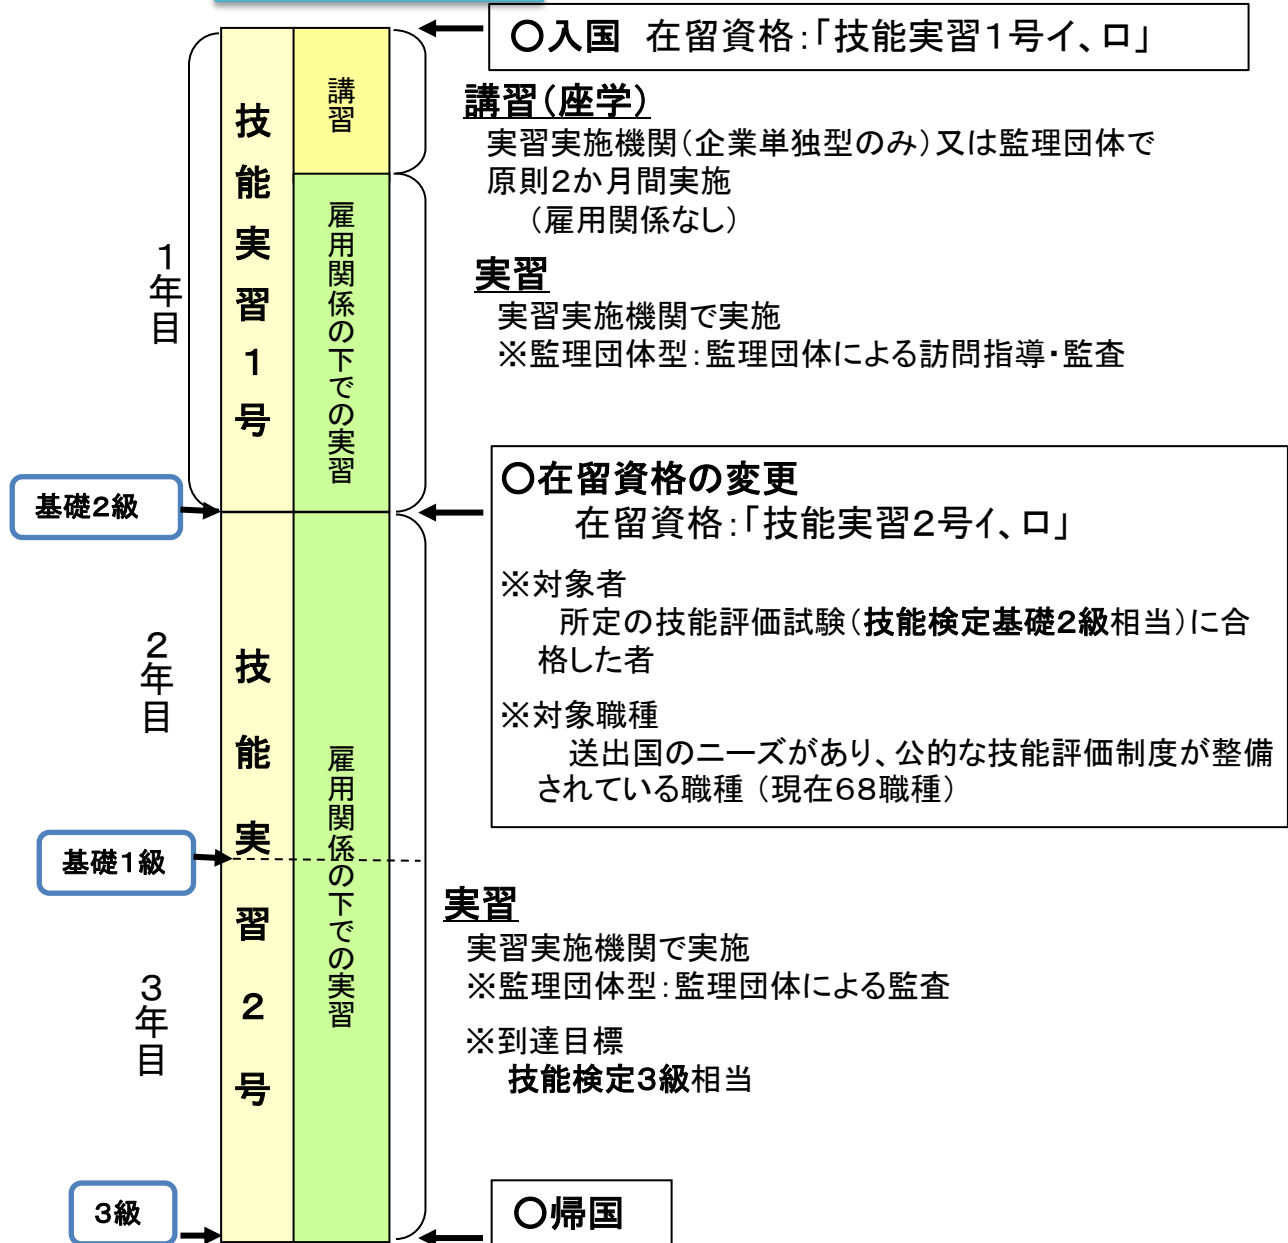 ○入国 在留資格:「技能実習1号イ、ロ」
講習(座学)
実習実施機関(企業単独型のみ)又は監理団体で
原則2か月間実施
(雇用関係なし)
実習
実習実施機関で実施
※監理団体型:監理団体による訪問指導・監査
技能実習1号
講習
雇用関係の下での実習
1年目
基礎2級
○在留資格の変更
在留資格:「技能実習2号イ、ロ」
※対象者
所定の技能評価試験(技能検定基礎2級相当)に合
格した者
※対象職種
送出国のニーズがあり、公的な技能評価制度が整備
されている職種 (現在68職種)
2年目
技能実習2号
雇用関係の下での実習
基礎1級
3年目
実習
実習実施機関で実施
※監理団体型:監理団体による監査
※到達目標
技能検定3級相当
3級
○帰国